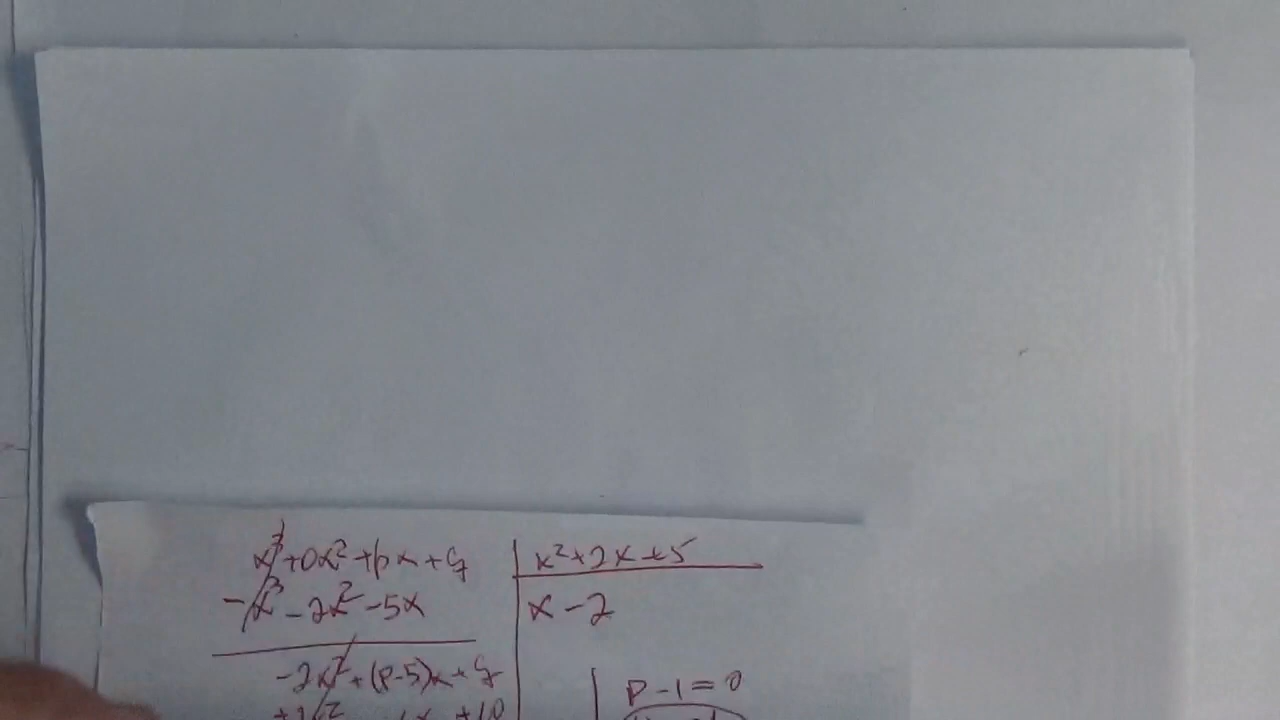 x³+0x²+px+q | x²+2x+5
-x³-2x²-5x | x-2
-2x²+(p-5)x+q
p-1=0